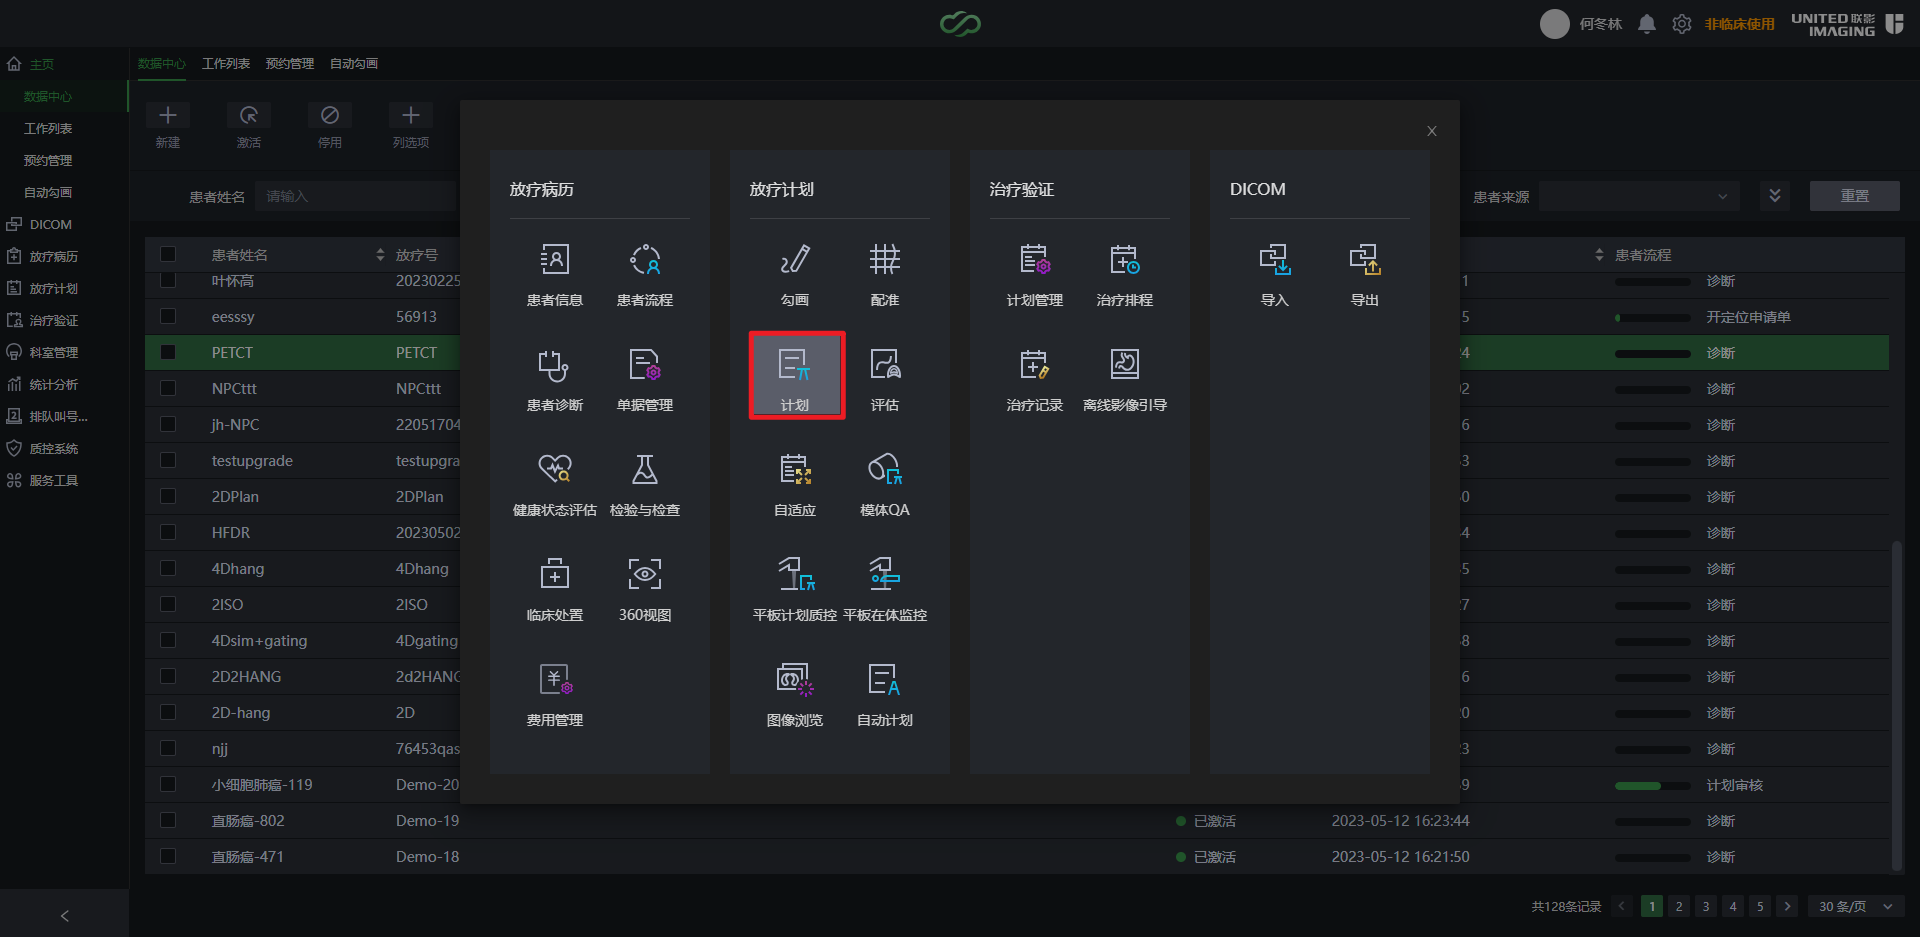 何冬林
非临床使用
UNITED 联影
IMAGING
主页
数据中心
工作列表
预约管理
自动勾画
数据中心
工作列表
预约管理
自动勾画
DICOM
放疗病历
放疗计划
治疗验证
科室管理
统计分析
排队叫号...
质控系统
服务工具
新建
激活
停用
列选项
患者姓名
请输入
患者来源
重置
患者姓名
放疗号
患者流程
叶怀高 20230225 1 诊断
eesssy 56913 5 开定位申请单
PETCT PETCT 24 诊断
NPCttt NPCttt 诊断
jh-NPC 22051704 6 诊断
testupgrade testupgra 诊断
2DPlan 2DPlan 诊断
HFDR 20230502 诊断
4Dhang 4Dhang 诊断
2ISO 2ISO 诊断
4Dsim+gating 4Dgating 诊断
2D2HANG 2d2HANG 诊断
2D-hang 2D 诊断
njj 76453qas 诊断
小细胞肺癌-119 Demo-20 计划审核
直肠癌-802 Demo-19 已激活 2023-05-12 16:23:44 诊断
直肠癌-471 Demo-18 已激活 2023-05-12 16:21:50 诊断
共128条记录
1
2
3
4
5
30 条/页
X
放疗病历
患者信息
患者流程
患者诊断
单据管理
健康状态评估
检验与检查
临床处置
360视图
费用管理
放疗计划
勾画
配准
计划
评估
自适应
模体QA
平板计划质控
平板在体监控
图像浏览
自动计划
治疗验证
计划管理
治疗排程
治疗记录
离线影像引导
DICOM
导入
导出